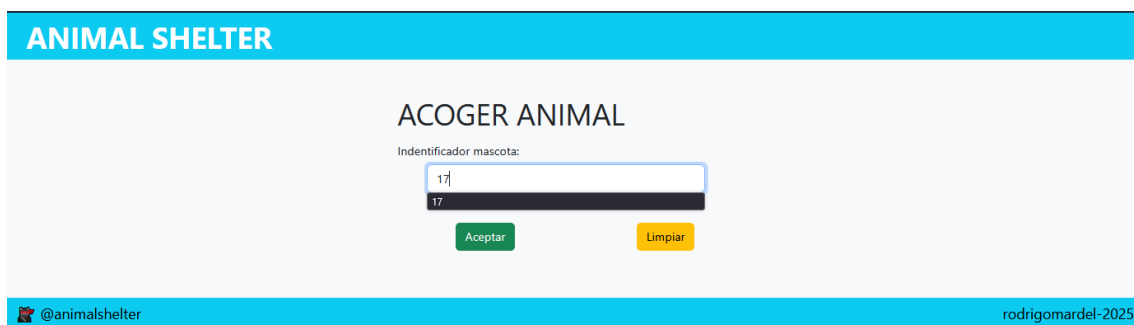 ANIMAL SHELTER
ACOGER ANIMAL
Indentificador mascota:
17
17
Aceptar Limpiar
@animalshelter rodrigomardel-2025